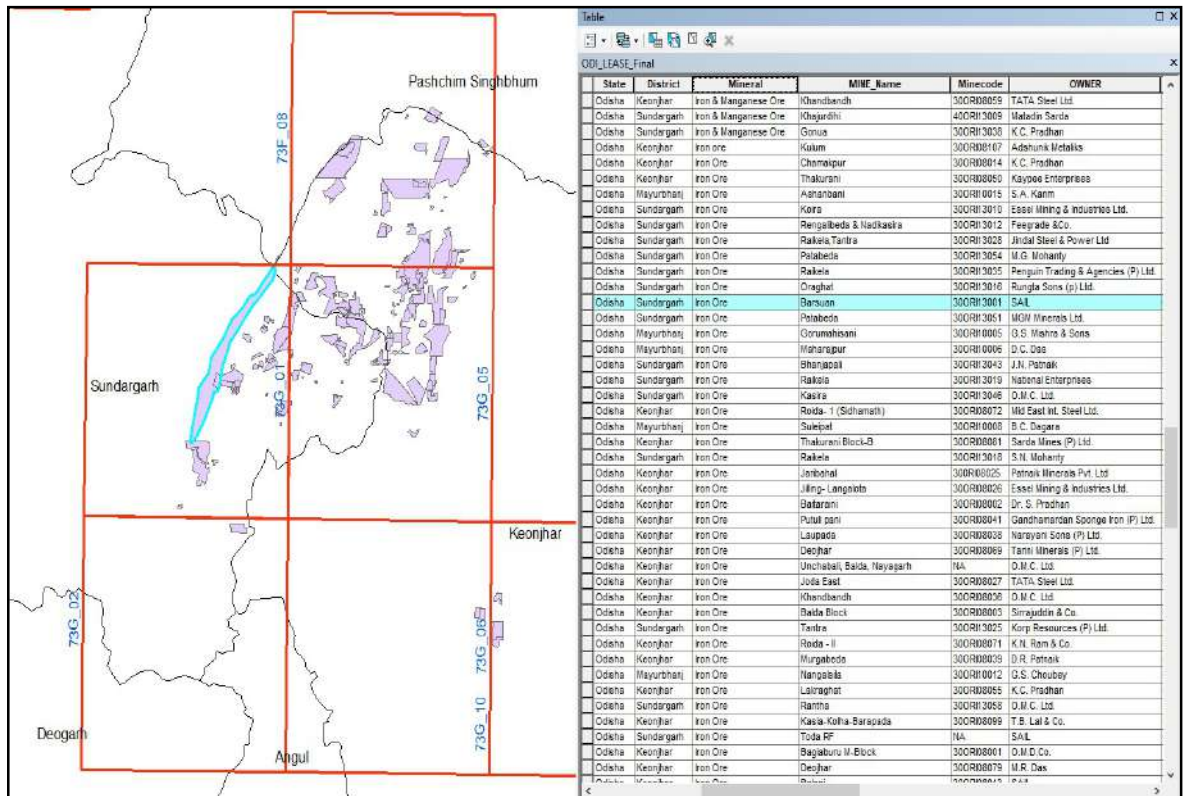 Pashchim Singhbhum
73F_08
Sundargarh
73G_01
73G_05
Keonjhar
73G_02
73G_06
73G_10
Deogarh
Angul
Table
ODI_LEASE_Final
State District Mineral MINE_Name Minecode OWNER
Odisha Keonjhar Iron & Manganese Ore Khandbandh 30ORI08059 TATA Steel Ltd.
Odisha Sundargarh Iron & Manganese Ore Khajurdihi 40ORI13009 Matadin Sarda
Odisha Sundargarh Iron & Manganese Ore Gonua 30ORI13038 K.C. Pradhan
Odisha Keonjhar Iron ore Kulum 30ORI08107 Adshunik Metaliks
Odisha Keonjhar Iron Ore Chamakpur 30ORI08014 K.C. Pradhan
Odisha Keonjhar Iron Ore Thakurani 30ORI08050 Kaypee Enterprises
Odisha Mayurbhanj Iron Ore Ashanbani 30ORI10015 S.A. Karim
Odisha Sundargarh Iron Ore Koira 30ORI13010 Essel Mining & Industries Ltd.
Odisha Sundargarh Iron Ore Rengalbeda & Nadikasira 30ORI13012 Feegrade &Co.
Odisha Sundargarh Iron Ore Raikela,Tantra 30ORI13028 Jindal Steel & Power Ltd
Odisha Sundargarh Iron Ore Patabeda 30ORI13054 M.G. Mohanty
Odisha Sundargarh Iron Ore Raikela 30ORI13035 Penguin Trading & Agencies (P) Ltd.
Odisha Sundargarh Iron Ore Oraghat 30ORI13016 Rungta Sons (p) Ltd.
Odisha Sundargarh Iron Ore Barsuan 30ORI13001 SAIL
Odisha Sundargarh Iron Ore Patabeda 30ORI13051 MGM Minerals Ltd.
Odisha Mayurbhanj Iron Ore Gorumahisani 30ORI10005 G.S. Mishra & Sons
Odisha Mayurbhanj Iron Ore Maharajpur 30ORI10006 D.C. Das
Odisha Sundargarh Iron Ore Bhanjapali 30ORI13043 J.N. Patnaik
Odisha Sundargarh Iron Ore Raikela 30ORI13019 National Enterprises
Odisha Sundargarh Iron Ore Kasira 30ORI13046 O.M.C. Ltd.
Odisha Keonjhar Iron Ore Roida- 1 (Sidhamath) 30ORI08072 Mid East Int. Steel Ltd.
Odisha Mayurbhanj Iron Ore Suleipat 30ORI10008 B.C. Dagara
Odisha Keonjhar Iron Ore Thakurani Block-B 30ORI08081 Sarda Mines (P) Ltd.
Odisha Sundargarh Iron Ore Raikela 30ORI13018 S.N. Mohanty
Odisha Keonjhar Iron Ore Jaribahal 300RI08025 Patnaik Minerals Pvt. Ltd
Odisha Keonjhar Iron Ore Jiling- Langalota 30ORI08026 Essel Mining & Industries Ltd.
Odisha Keonjhar Iron Ore Baitarani 30ORI08002 Dr. S. Pradhan
Odisha Keonjhar Iron Ore Putuli pani 30ORI08041 Gandhamardan Sponge Iron (P) Ltd.
Odisha Keonjhar Iron Ore Laupada 30ORI08038 Narayani Sons (P) Ltd.
Odisha Keonjhar Iron Ore Deojhar 30ORI08069 Tarini Minerals (P) Ltd.
Odisha Keonjhar Iron Ore Unchabali, Balda, Nayagarh NA O.M.C. Ltd.
Odisha Keonjhar Iron Ore Joda East 30ORI08027 TATA Steel Ltd.
Odisha Keonjhar Iron Ore Khandbandh 30ORI08036 O.M.C. Ltd
Odisha Keonjhar Iron Ore Balda Block 30ORI08003 Sirrajuddin & Co.
Odisha Sundargarh Iron Ore Tantra 30ORI13025 Korp Resources (P) Ltd.
Odisha Keonjhar Iron Ore Roida - II 30ORI08071 K.N. Ram & Co.
Odisha Keonjhar Iron Ore Murgabeda 30ORI08039 D.R. Patnaik
Odisha Mayurbhanj Iron Ore Nangalsila 30ORI10012 G.S. Choubey
Odisha Keonjhar Iron Ore Lakraghat 30ORI08055 K.C. Pradhan
Odisha Sundargarh Iron Ore Rantha 30ORI13058 O.M.C. Ltd.
Odisha Keonjhar Iron Ore Kasia-Kolha-Barapada 30ORI08099 T.B. Lal & Co.
Odisha Sundargarh Iron Ore Toda RF NA SAIL
Odisha Keonjhar Iron Ore Bagiaburu M-Block 30ORI08001 O.M.D.Co.
Odisha Keonjhar Iron Ore Deojhar 30ORI08079 M.R. Das